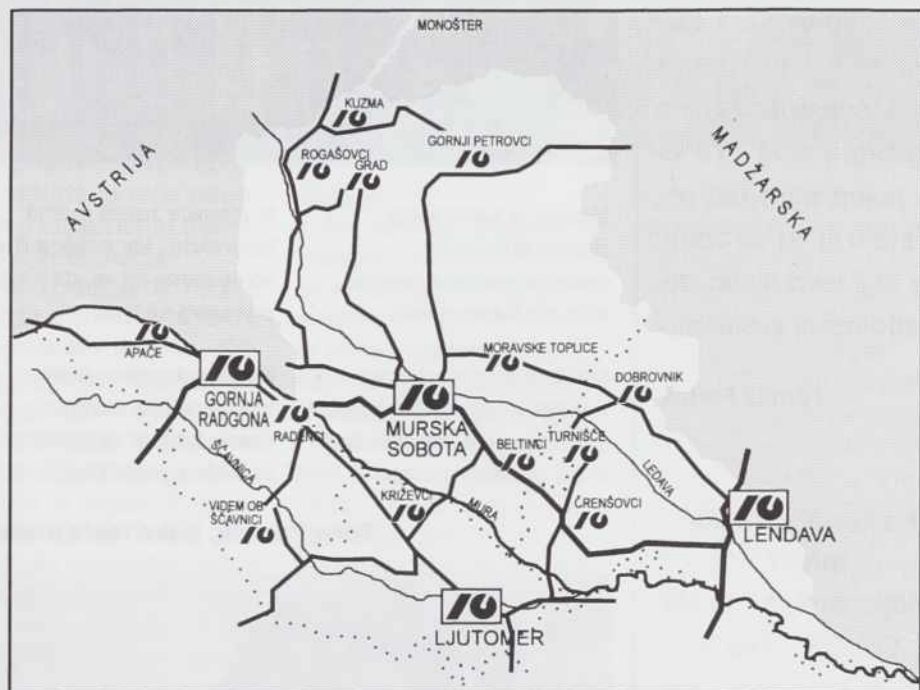 MONOŠTER
KUZMA
GORNJI PETROVCI
ROGAŠOVCI
GRAD
AVSTRIJA
MADŽARSKA
APAČE
MORAVSKE TOPLICE
DOBROVNIK
GORNJA
RADGONA
RADENCI
MURSKA
SOBOTA
BELTINCI
TURNIŠČE
ŠČAVNICA
LEDAVA
KRIŽEVCI
MURA
ČRENŠOVCI
VIDEM OB
ŠČAVNICI
LENDAVA
LJUTOMER